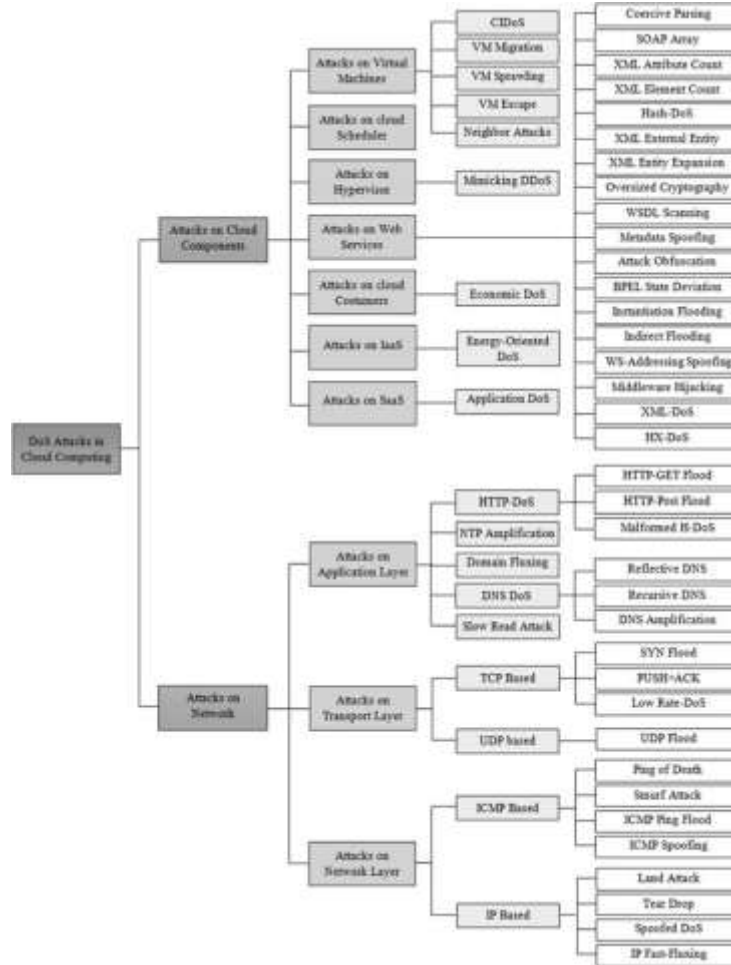 DoS Attacks in
Cloud Computing
Attacks on Cloud
Components
Attacks on Virtual
Machines
CIDoS
VM Migration
VM Sprawling
VM Escape
Neighbor Attacks
Attacks on cloud
Scheduler
Attacks on
Hypervisor
Mimicking DDoS
Attacks on Web
Services
Coercive Parsing
SOAP Array
XML Attribute Count
XML Element Count
Hash-DoS
XML External Entity
XML Entity Expansion
Oversized Cryptography
WSDL Scanning
Metadata Spoofing
Attack Obfuscation
BPEL State Deviation
Instantiation Flooding
Indirect Flooding
WS-Addressing Spoofing
Middleware Hijacking
XML-DoS
HX-DoS
Attacks on cloud
Costumers
Economic DoS
Attacks on IaaS
Energy-Oriented
DoS
Attacks on SaaS
Application DoS
Attacks on
Network
Attacks on
Application Layer
HTTP-DoS
HTTP-GET Flood
HTTP-Post Flood
Malformed H-DoS
NTP Amplification
Domain Fluxing
DNS DoS
Reflective DNS
Recursive DNS
DNS Amplification
Slow Read Attack
Attacks on
Transport Layer
TCP Based
SYN Flood
PUSH+ACK
Low Rate-DoS
UDP based
UDP Flood
Attacks on
Network Layer
ICMP Based
Ping of Death
Smurf Attack
ICMP Ping Flood
ICMP Spoofing
IP Based
Land Attack
Tear Drop
Spoofed DoS
IP Fast-Fluxing